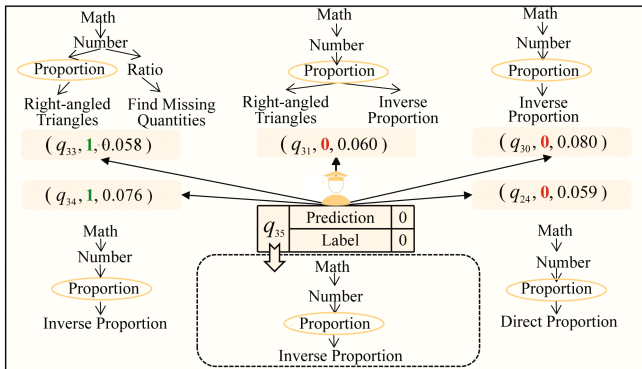 Math
Number
Proportion
Ratio
Right-angled
Triangles
Find Missing
Quantities
(q33, 1, 0.058)
Math
Number
Proportion
Right-angled
Triangles
Inverse
Proportion
(q31, 0, 0.060)
Math
Number
Proportion
Inverse
Proportion
(q30, 0, 0.080)
(q34, 1, 0.076)
(q24, 0, 0.059)
q35
Prediction 0
Label 0
Math
Number
Proportion
Inverse Proportion
Math
Number
Proportion
Inverse Proportion
Math
Number
Proportion
Direct Proportion